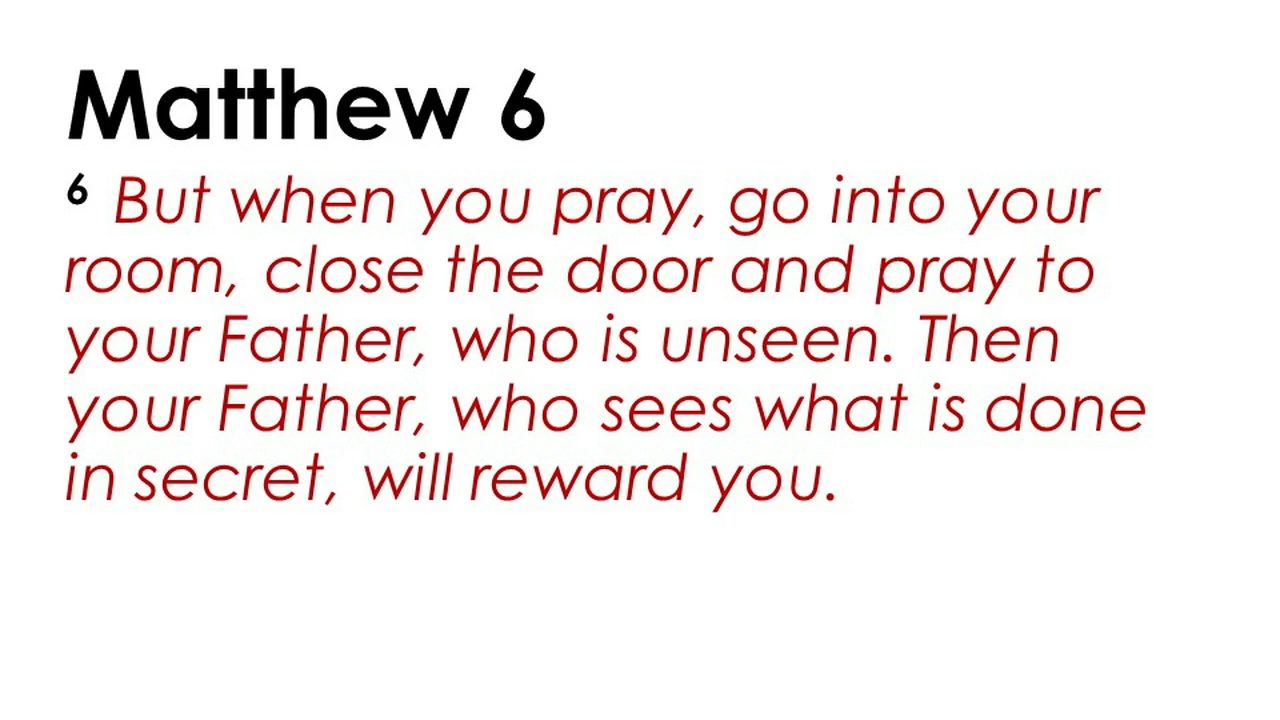 Matthew 6
6 But when you pray, go into your
room, close the door and pray to
your Father, who is unseen. Then
your Father, who sees what is done
in secret, will reward you.